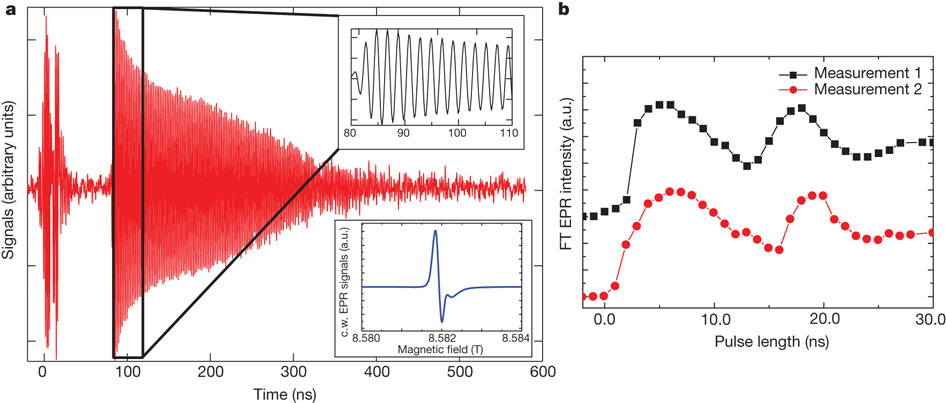 a
Signals (arbitrary units)
80 90 100 110
c.w. EPR signals (a.u.)
8.580 8.582 8.584
Magnetic field (T)
0 100 200 300 400 500 600
Time (ns)
b
Measurement 1
Measurement 2
FT EPR intensity (a.u.)
0.0 10.0 20.0 30.0
Pulse length (ns)